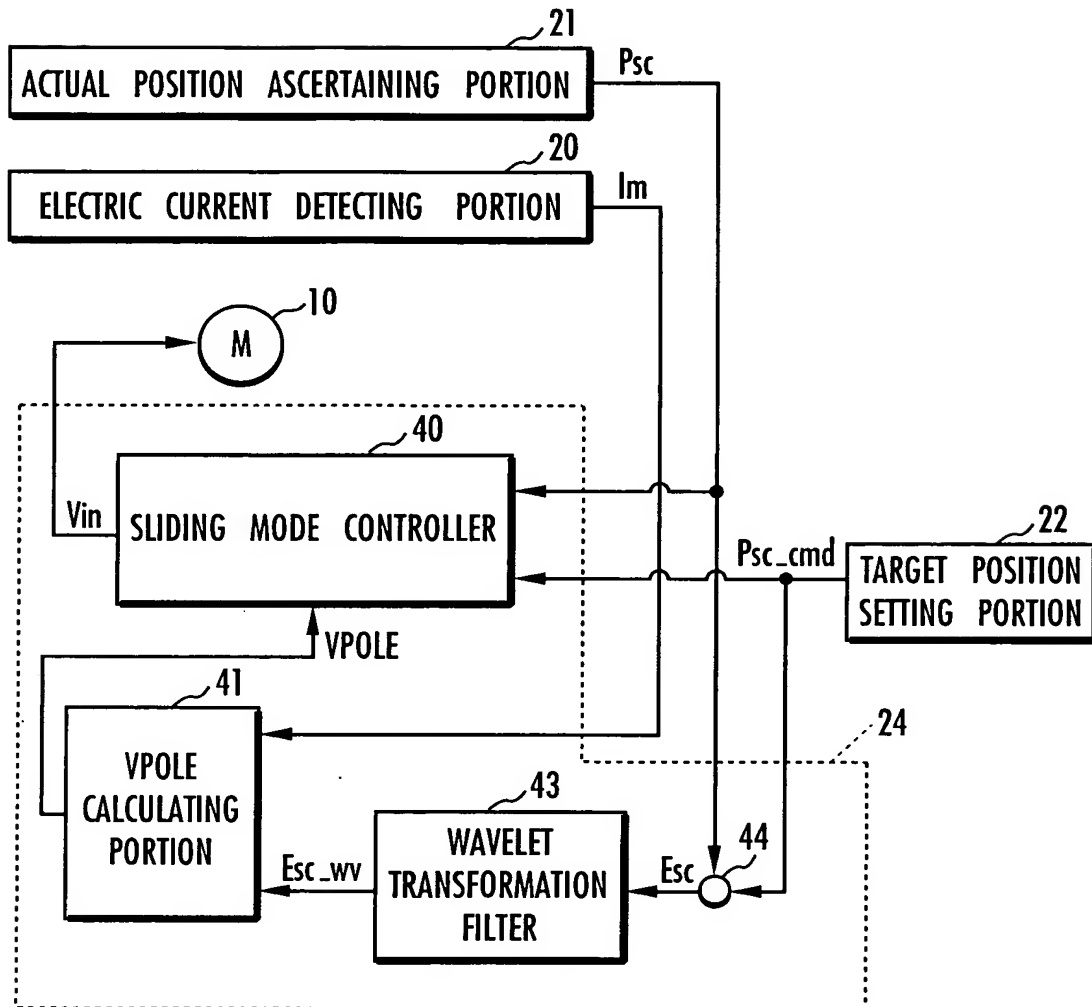 21
ACTUAL POSITION ASCERTAINING PORTION
Psc
20
ELECTRIC CURRENT DETECTING PORTION
Im
10
M
40
SLIDING MODE CONTROLLER
Vin
22
Psc_cmd
TARGET POSITION
SETTING PORTION
VPOLE
41
24
VPOLE
CALCULATING
PORTION
43
WAVELET
TRANSFORMATION
FILTER
44
Esc_wv
Esc